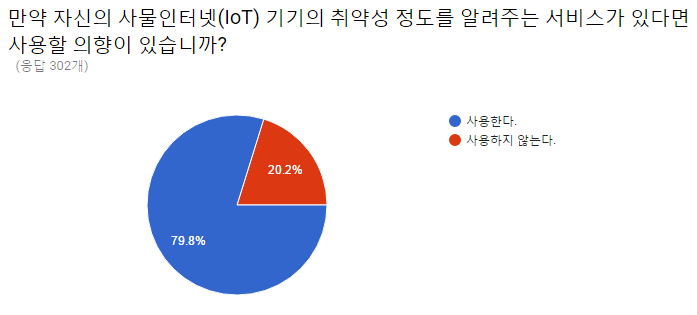 만약 자신의 사물인터넷(IoT) 기기의 취약성 정도를 알려주는 서비스가 있다면
사용할 의향이 있습니까?
(응답 302개)
사용한다.
사용하지 않는다.
20.2%
79.8%